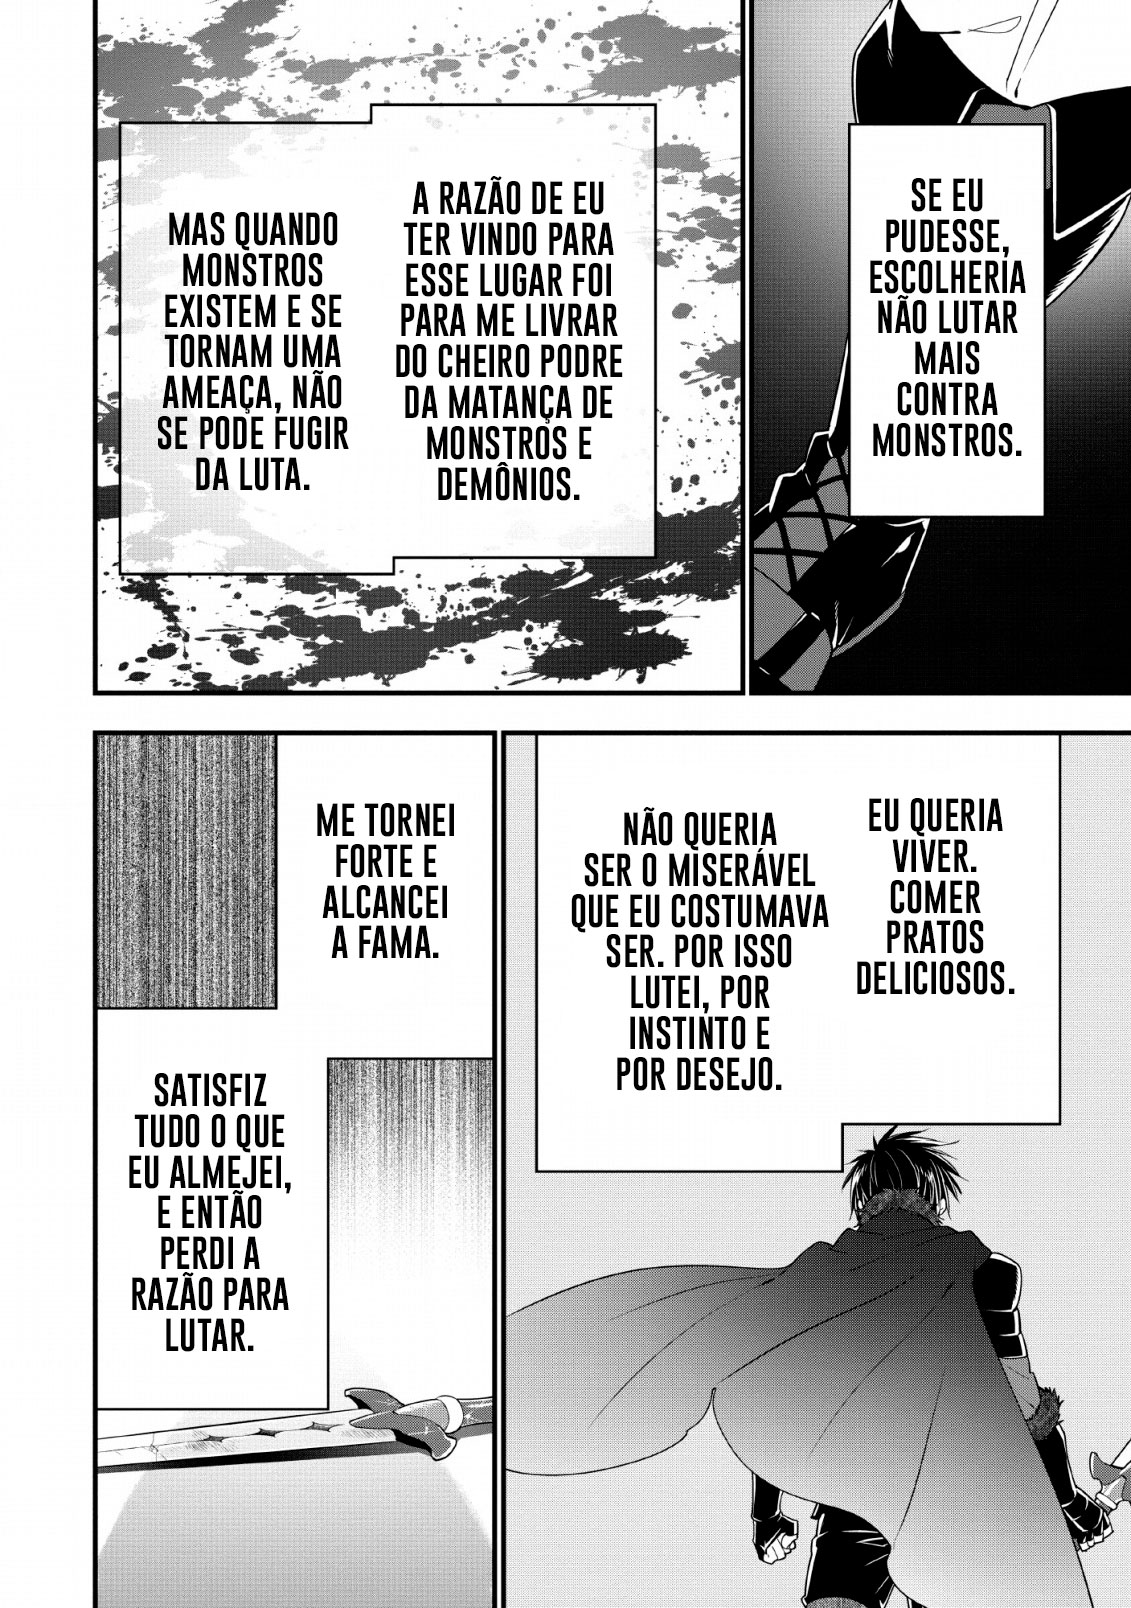 SE EU
PUDESSE,
ESCOLHERIA
NÃO LUTAR
MAIS
CONTRA
MONSTROS.
A RAZÃO DE EU
TER VINDO PARA
ESSE LUGAR FOI
PARA ME LIVRAR
DO CHEIRO PODRE
DA MATANÇA DE
MONSTROS E
DEMÔNIOS.
MAS QUANDO
MONSTROS
EXISTEM E SE
TORNAM UMA
AMEAÇA, NÃO
SE PODE FUGIR
DA LUTA.
EU QUERIA
VIVER.
COMER
PRATOS
DELICIOSOS.
NÃO QUERIA
SER O MISERÁVEL
QUE EU COSTUMAVA
SER. POR ISSO
LUTEI, POR
INSTINTO E
POR DESEJO.
ME TORNEI
FORTE E
ALCANCEI
A FAMA.
SATISFIZ
TUDO O QUE
EU ALMEJEI,
E ENTÃO
PERDI A
RAZÃO PARA
LUTAR.